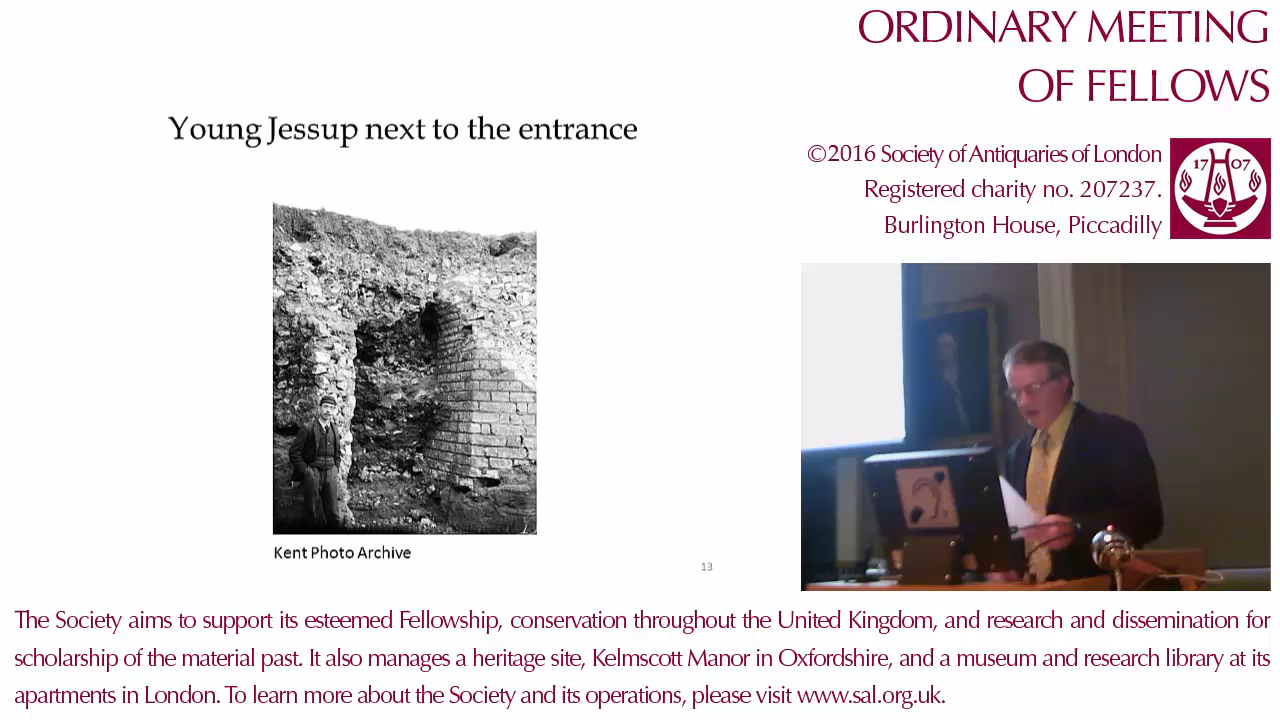 ORDINARY MEETING
OF FELLOWS
©2016 Society of Antiquaries of London
Registered charity no. 207237.
Burlington House, Piccadilly
1707
Young Jessup next to the entrance
Kent Photo Archive
13
The Society aims to support its esteemed Fellowship, conservation throughout the United Kingdom, and research and dissemination for
scholarship of the material past. It also manages a heritage site, Kelmscott Manor in Oxfordshire, and a museum and research library at its
apartments in London. To learn more about the Society and its operations, please visit www.sal.org.uk.